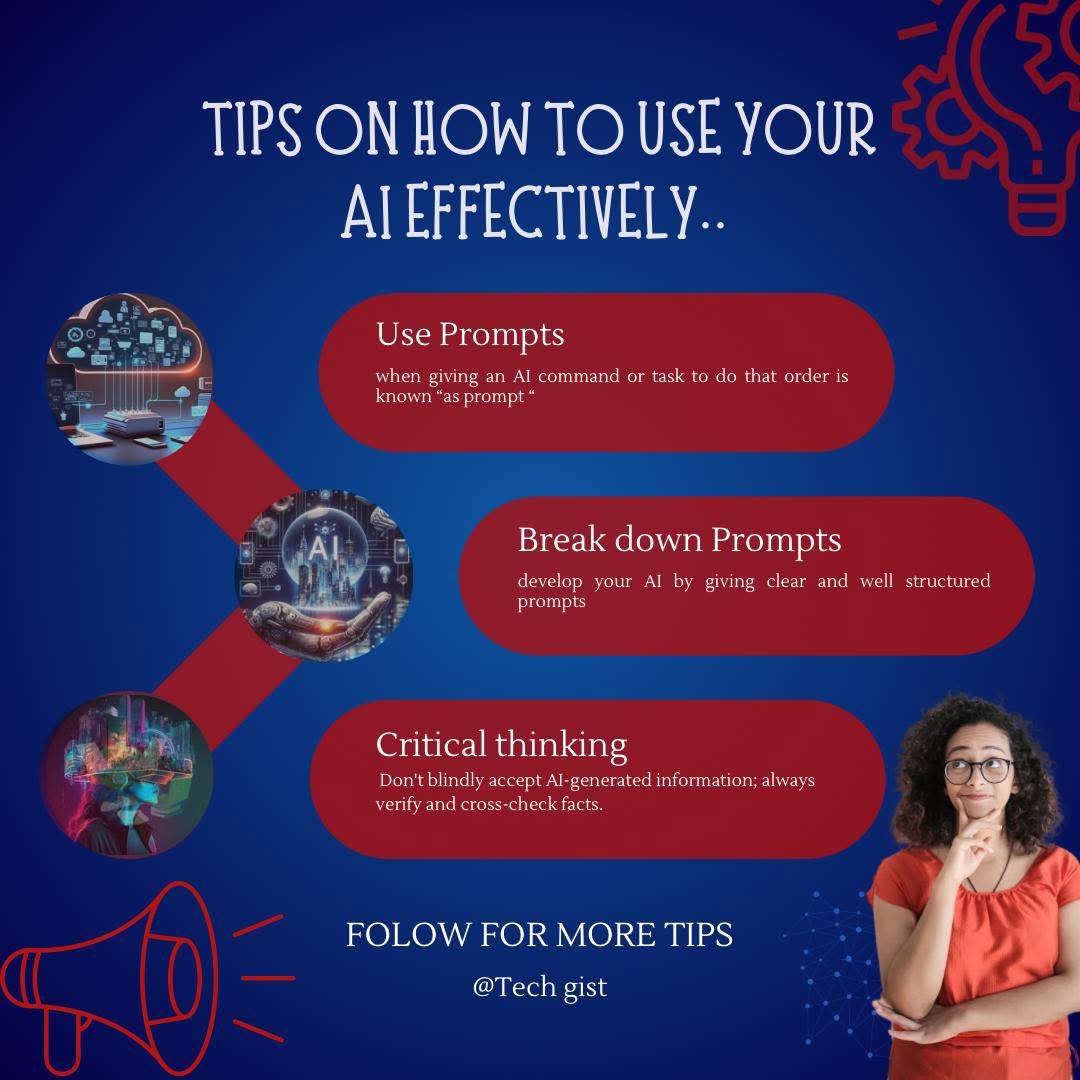 TIPS ON HOW TO USE YOUR
AI EFFECTIVELY..
Use Prompts
when giving an AI command or task to do that order is
known “as prompt “
AI
Break down Prompts
develop your AI by giving clear and well structured
prompts
Critical thinking
Don't blindly accept AI-generated information; always
verify and cross-check facts.
FOLOW FOR MORE TIPS
@Tech gist